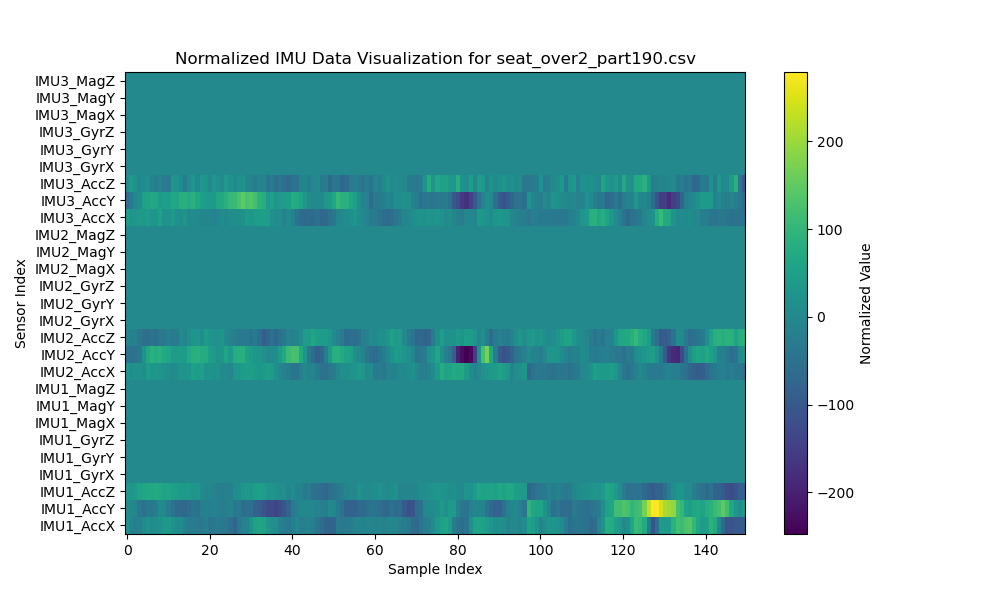 Normalized IMU Data Visualization for seat_over2_part190.csv
IMU3_MagZ
IMU3_MagY
IMU3_MagX
IMU3_GyrZ
IMU3_GyrY
IMU3_GyrX
IMU3_AccZ
IMU3_AccY
IMU3_AccX
IMU2_MagZ
IMU2_MagY
IMU2_MagX
IMU2_GyrZ
IMU2_GyrY
IMU2_GyrX
IMU2_AccZ
IMU2_AccY
IMU2_AccX
IMU1_MagZ
IMU1_MagY
IMU1_MagX
IMU1_GyrZ
IMU1_GyrY
IMU1_GyrX
IMU1_AccZ
IMU1_AccY
IMU1_AccX
Sensor Index
0 20 40 60 80 100 120 140
Sample Index
200
100
0
−100
−200
Normalized Value